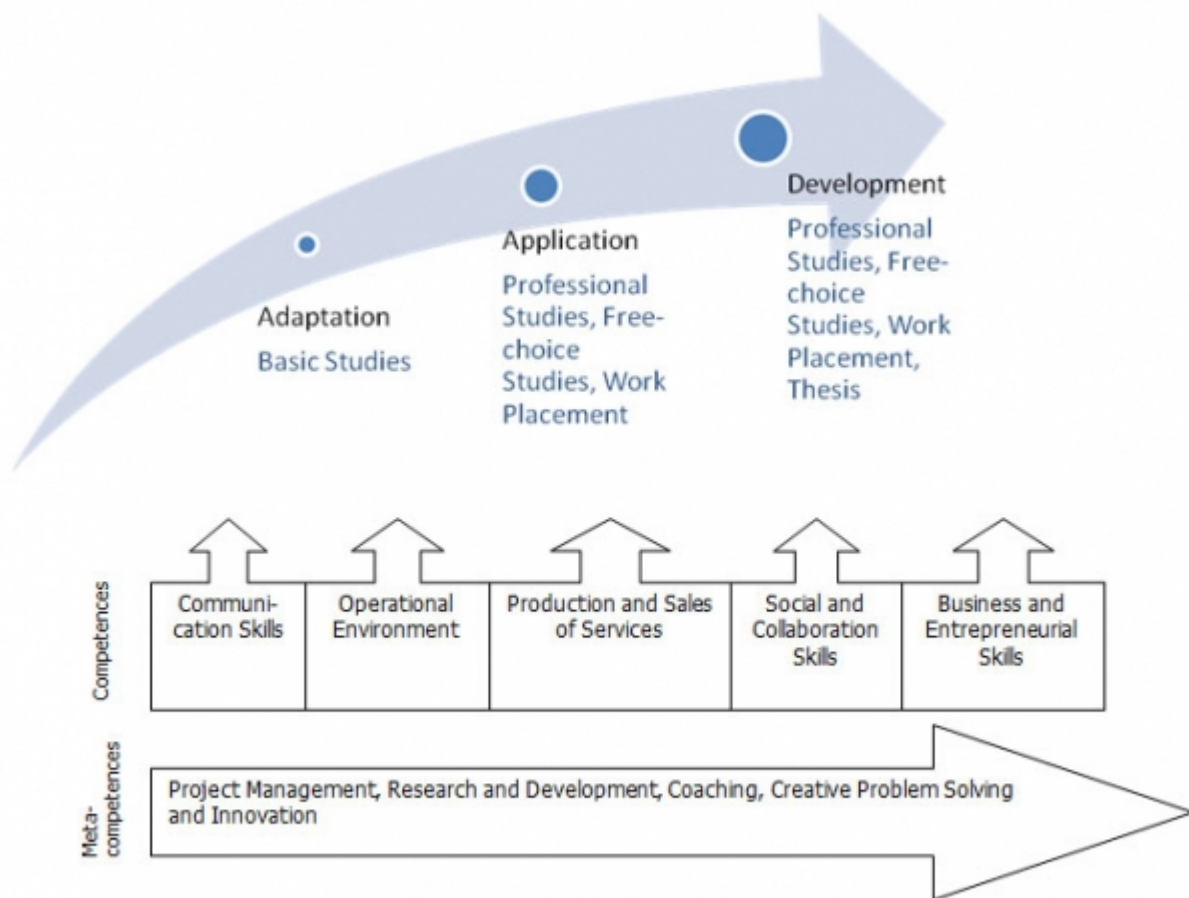 Development
Professional
Studies, Free-
choice
Studies, Work
Placement,
Thesis
Application
Professional
Studies, Free-
choice
Studies, Work
Placement
Adaptation
Basic Studies
Competences
Communi-
cation Skills
Operational
Environment
Production and Sales
of Services
Social and
Collaboration
Skills
Business and
Entrepreneurial
Skills
Meta-
competences
Project Management, Research and Development, Coaching, Creative Problem Solving
and Innovation